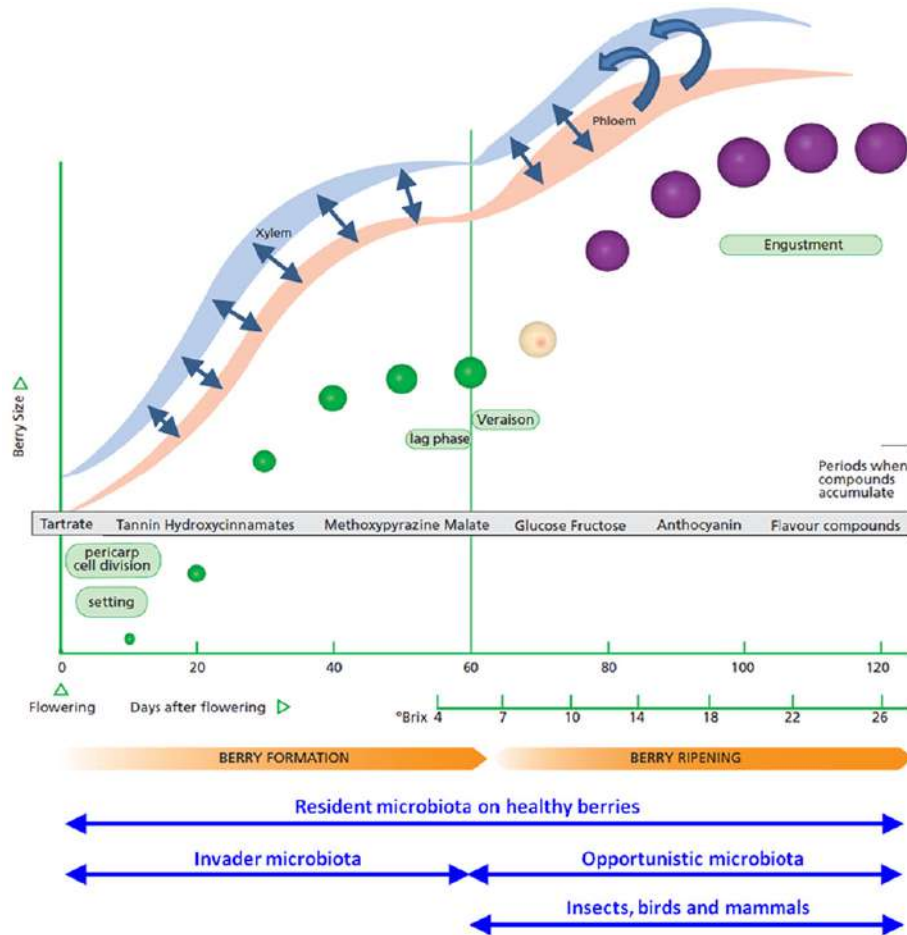 Phloem
Xylem
Engustment
Berry Size
Veraison
lag phase
Periods when
compounds
accumulate
Tartrate Tannin Hydroxycinnamates Methoxypyrazine Malate Glucose Fructose Anthocyanin Flavour compounds
pericarp
cell division
setting
0 20 40 60 80 100 120
Flowering Days after flowering
°Brix 4 7 10 14 18 22 26
BERRY FORMATION BERRY RIPENING
Resident microbiota on healthy berries
Invader microbiota Opportunistic microbiota
Insects, birds and mammals